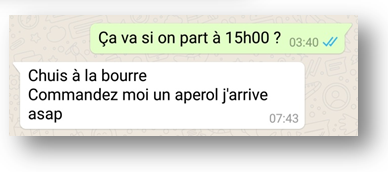 Ça va si on part à 15h00 ? 03:40
Chuis à la bourre
Commandez moi un aperol j'arrive
asap 07:43